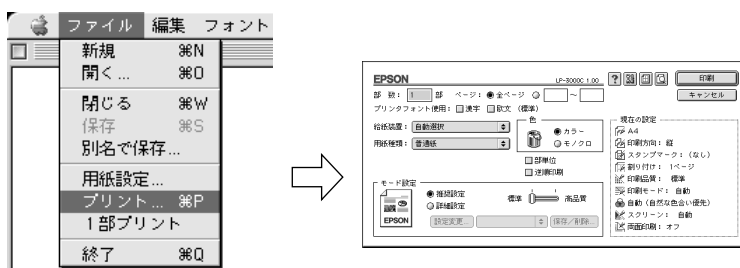 ファイル 編集 フォント
新規 ⌘N
開く... ⌘O
閉じる ⌘W
保存 ⌘S
別名で保存...
用紙設定...
プリント... ⌘P
1部プリント
終了 ⌘Q
EPSON LP-3000C 1.00 ? 印刷
部数: 1 部 ページ: 全ページ ~ キャンセル
プリンタフォント使用: 漢字 欧文 (標準)
給紙装置: 自動選択
用紙種類: 普通紙
色
カラー
モノクロ
部単位
逆順印刷
モード設定
推奨設定
詳細設定
標準 高品質
EPSON 設定変更... 保存/削除...
現在の設定
A4
印刷方向: 縦
スタンプマーク: (なし)
割り付け: 1ページ
印刷品質: 標準
印刷モード: 自動
自動(自然な色合い優先)
スクリーン: 自動
両面印刷: オフ